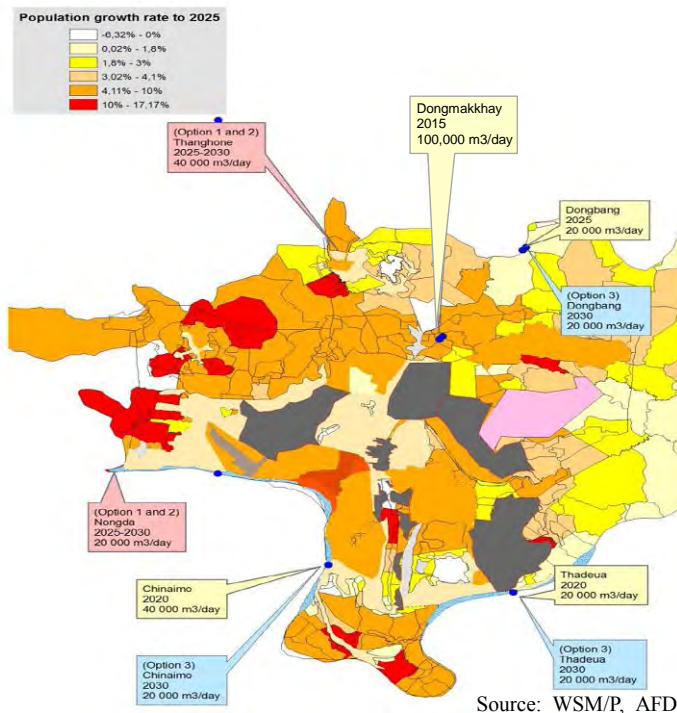 Population growth rate to 2025
-6,32% - 0%
0,02% - 1,8%
1,8% - 3%
3,02% - 4,1%
4,11% - 10%
10% - 17,17%
(Option 1 and 2)
Thanghone
2025-2030
40 000 m3/day
Dongmakkhay
2015
100,000 m3/day
Dongbang
2025
20 000 m3/day
(Option 3)
Dongbang
2030
20 000 m3/day
(Option 1 and 2)
Nongda
2025-2030
20 000 m3/day
Chinaimo
2020
40 000 m3/day
Thadeua
2020
20 000 m3/day
(Option 3)
Chinaimo
2030
20 000 m3/day
(Option 3)
Thadeua
2030
20 000 m3/day
Source: WSM/P, AFD